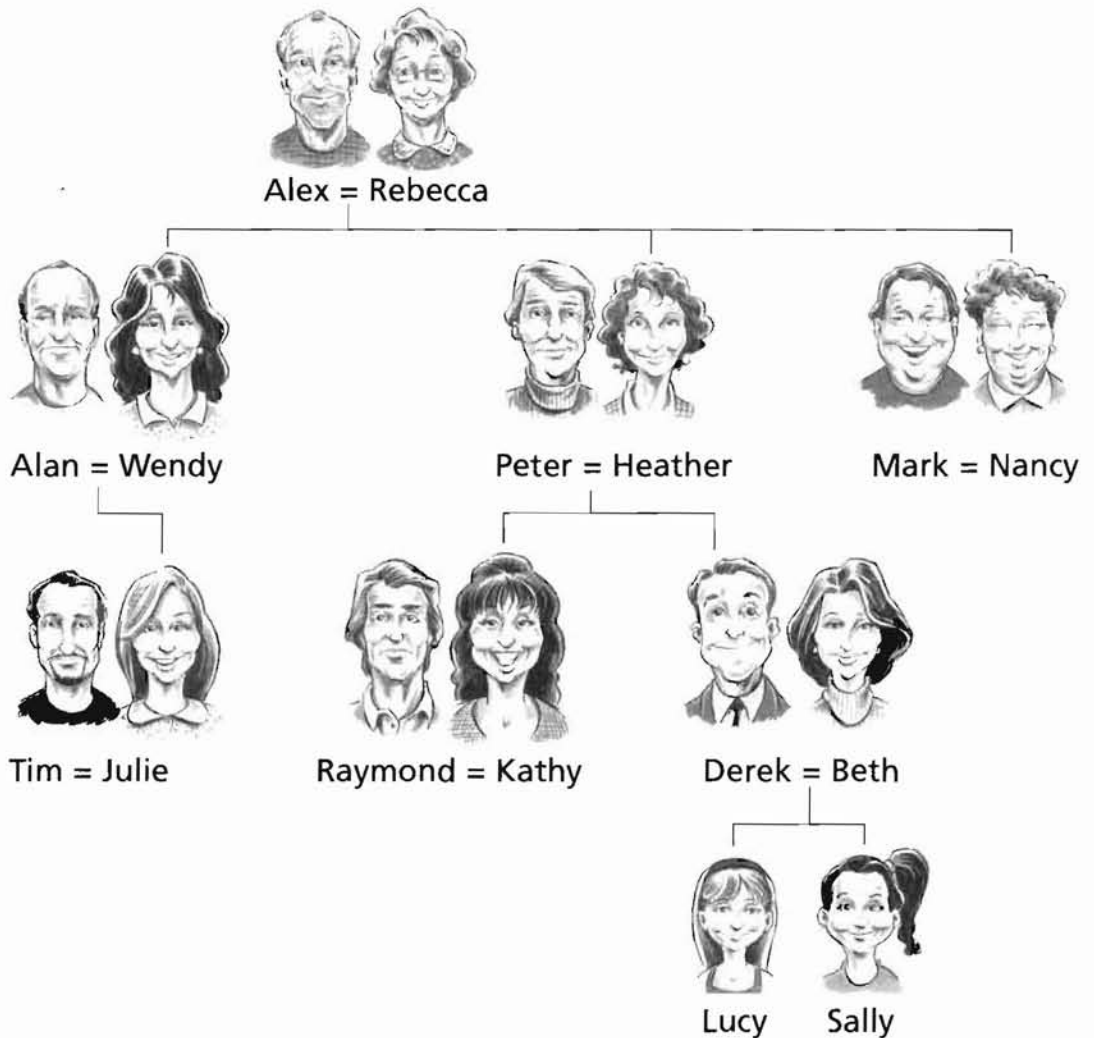 Alex = Rebecca
Alan = Wendy
Peter = Heather
Mark = Nancy
Tim = Julie
Raymond = Kathy
Derek = Beth
Lucy
Sally